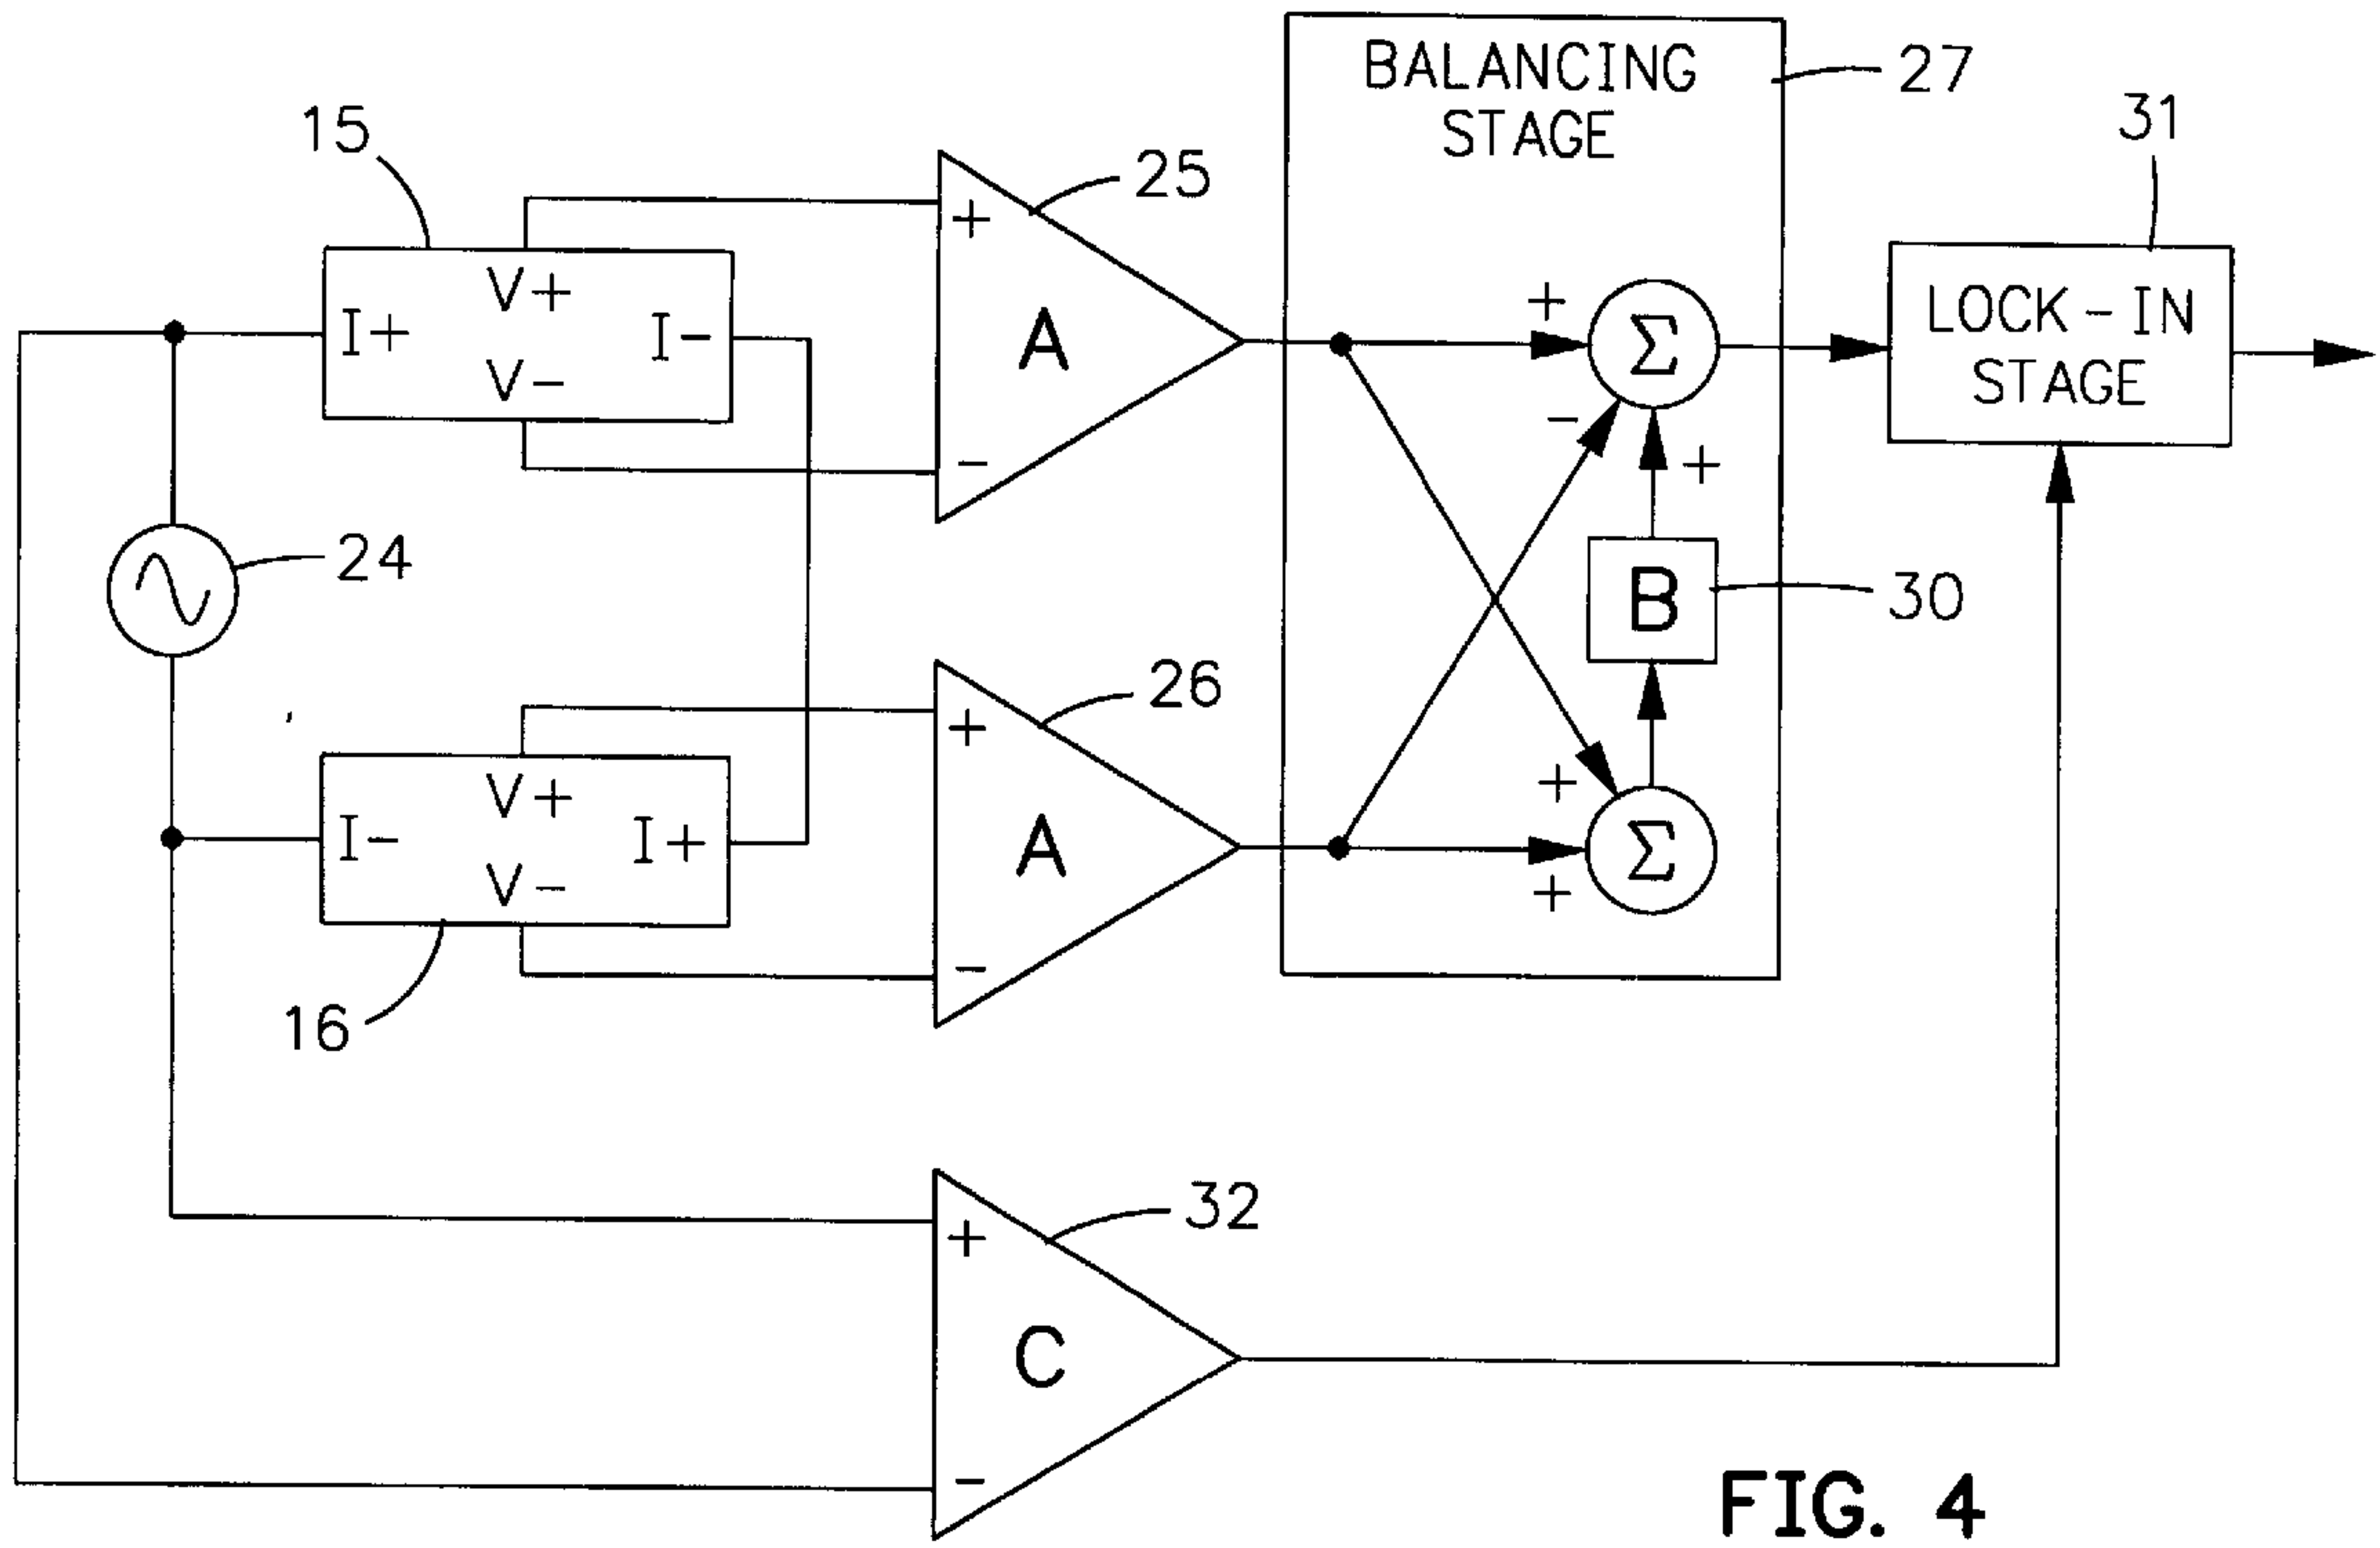 BALANCING
STAGE
27
31
15
25
+
V+
I+
I-
V-
A
-
+
Σ
-
+
LOCK-IN
STAGE
24
B
30
26
+
V+
I-
I+
V-
A
-
+
+
Σ
16
32
+
C
-
FIG. 4